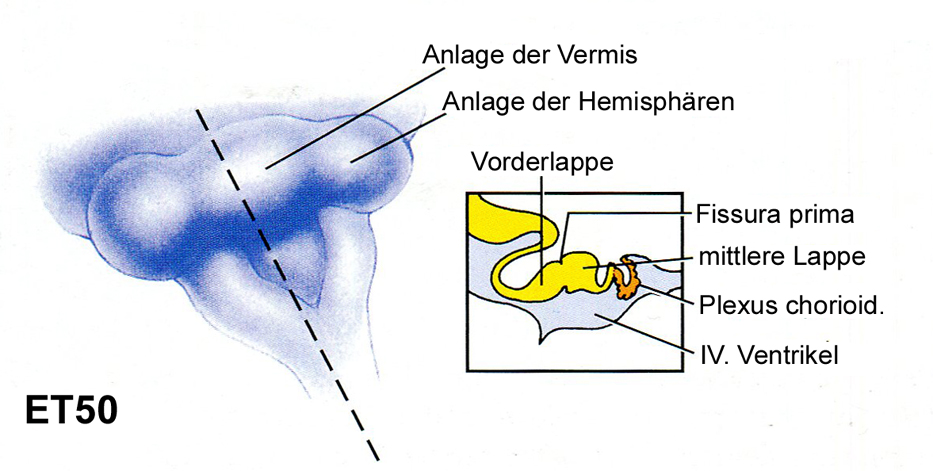 Anlage der Vermis
Anlage der Hemisphären
Vorderlappe
Fissura prima
mittlere Lappe
Plexus chorioid.
IV. Ventrikel
ET50